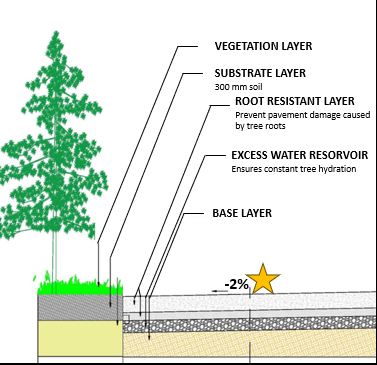 VEGETATION LAYER
SUBSTRATE LAYER
300 mm soil
ROOT RESISTANT LAYER
Prevent pavement damage caused
by tree roots
EXCESS WATER RESERVOIR
Ensures constant tree hydration
BASE LAYER
-2%